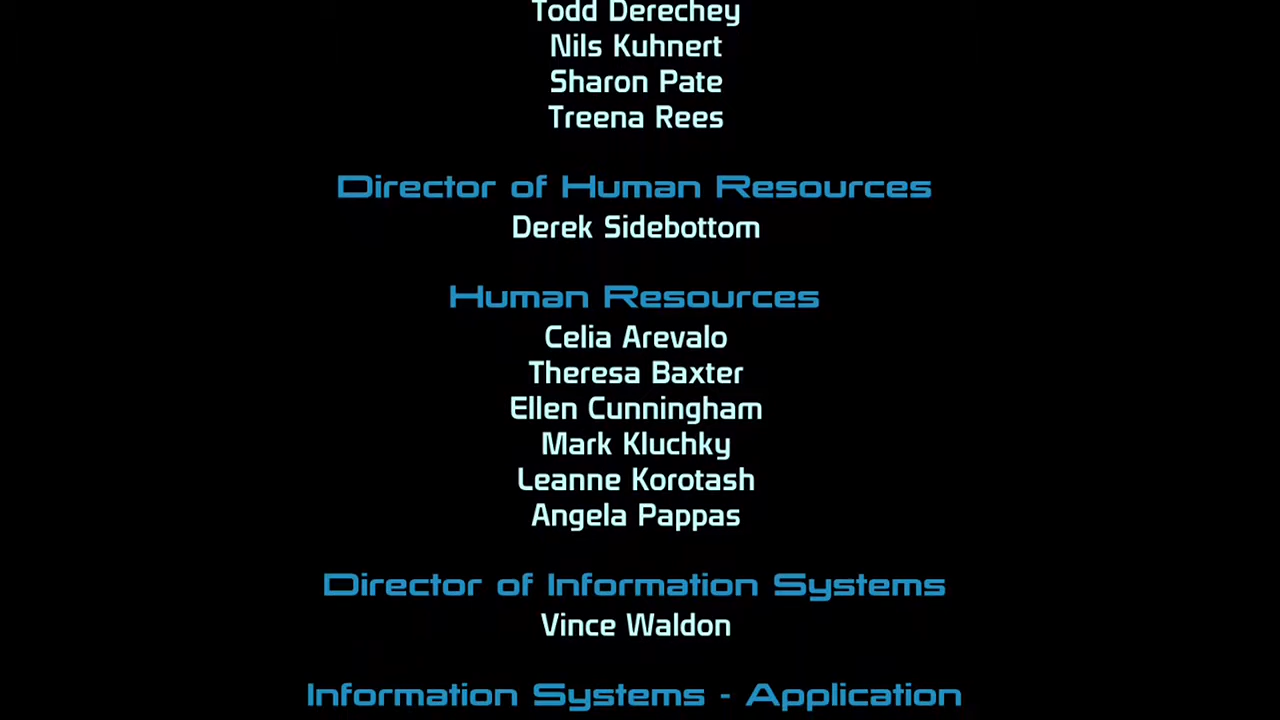 Todd Derechey
Nils Kuhnert
Sharon Pate
Treena Rees
Director of Human Resources
Derek Sidebottom
Human Resources
Celia Arevalo
Theresa Baxter
Ellen Cunningham
Mark Kluchky
Leanne Korotash
Angela Pappas
Director of Information Systems
Vince Waldon
Information Systems - Application